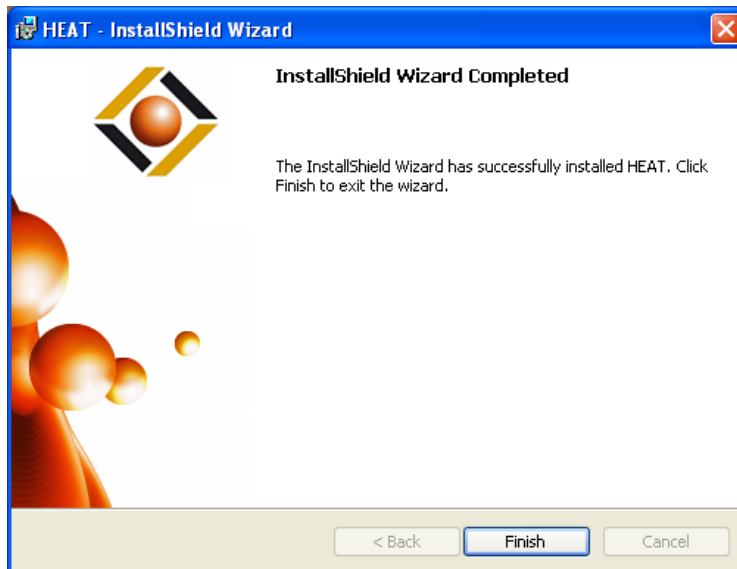 HEAT - InstallShield Wizard
InstallShield Wizard Completed
The InstallShield Wizard has successfully installed HEAT. Click
Finish to exit the wizard.
< Back
Finish
Cancel